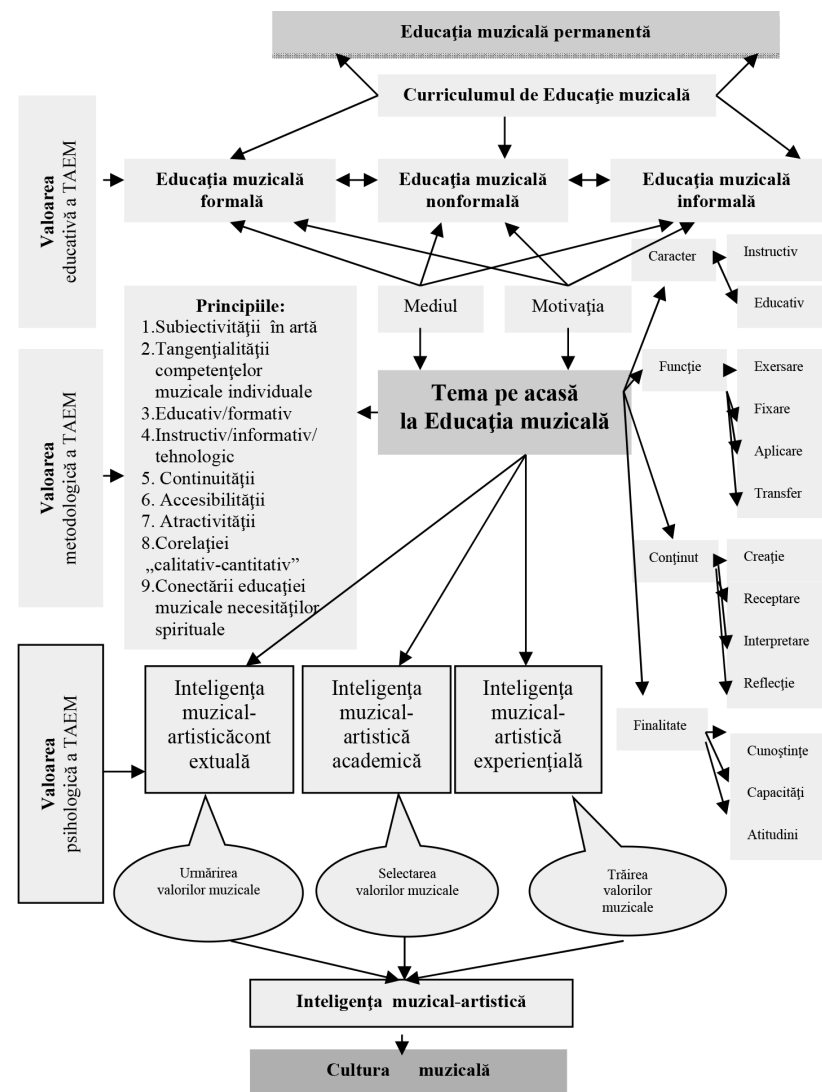 Educaţia muzicală permanentă
Curriculumul de Educaţie muzicală
Valoarea
educativă a TAEM
Educaţia muzicală
formală
Educaţia muzicală
nonformală
Educaţia muzicală
informală
Caracter
Instructiv
Educativ
Mediul
Motivaţia
Principiile:
1.Subiectivităţii în artă
2.Tangenţialităţii
competenţelor
muzicale individuale
3.Educativ/formativ
4.Instructiv/informativ/
tehnologic
5. Continuităţii
6. Accesibilităţii
7. Atractivităţii
8.Corelaţiei
„calitativ-cantitativ”
9.Conectării educaţiei
muzicale necesităţilor
spirituale
Valoarea
metodologică a TAEM
Tema pe acasă
la Educaţia muzicală
Funcţie
Exersare
Fixare
Aplicare
Transfer
Conţinut
Creaţie
Receptare
Interpretare
Reflecţie
Finalitate
Cunoştinţe
Capacităţi
Atitudini
Valoarea
psihologică a TAEM
Inteligenţa
muzical-
artisticăcont
extuală
Inteligenţa
muzical-
artistică
academică
Inteligenţa
muzical-
artistică
experienţială
Urmărirea
valorilor muzicale
Selectarea
valorilor muzicale
Trăirea
valorilor
muzicale
Inteligenţa muzical-artistică
Cultura muzicală